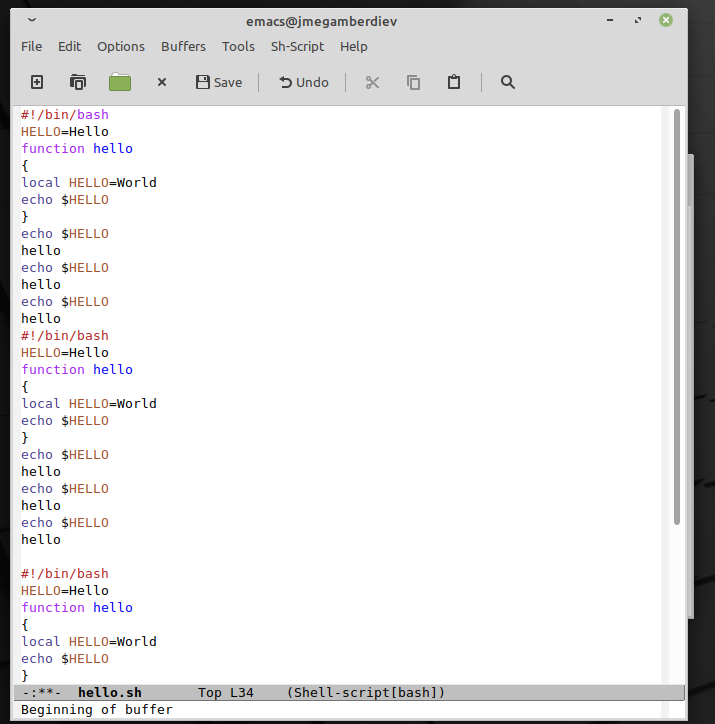 emacs@jmegamberdiev
File Edit Options Buffers Tools Sh-Script Help
Save Undo
#!/bin/bash
HELLO=Hello
function hello
{
local HELLO=World
echo $HELLO
}
echo $HELLO
hello
echo $HELLO
hello
echo $HELLO
hello
#!/bin/bash
HELLO=Hello
function hello
{
local HELLO=World
echo $HELLO
}
echo $HELLO
hello
echo $HELLO
hello
echo $HELLO
hello

#!/bin/bash
HELLO=Hello
function hello
{
local HELLO=World
echo $HELLO
}
-:**- hello.sh Top L34 (Shell-script[bash])
Beginning of buffer